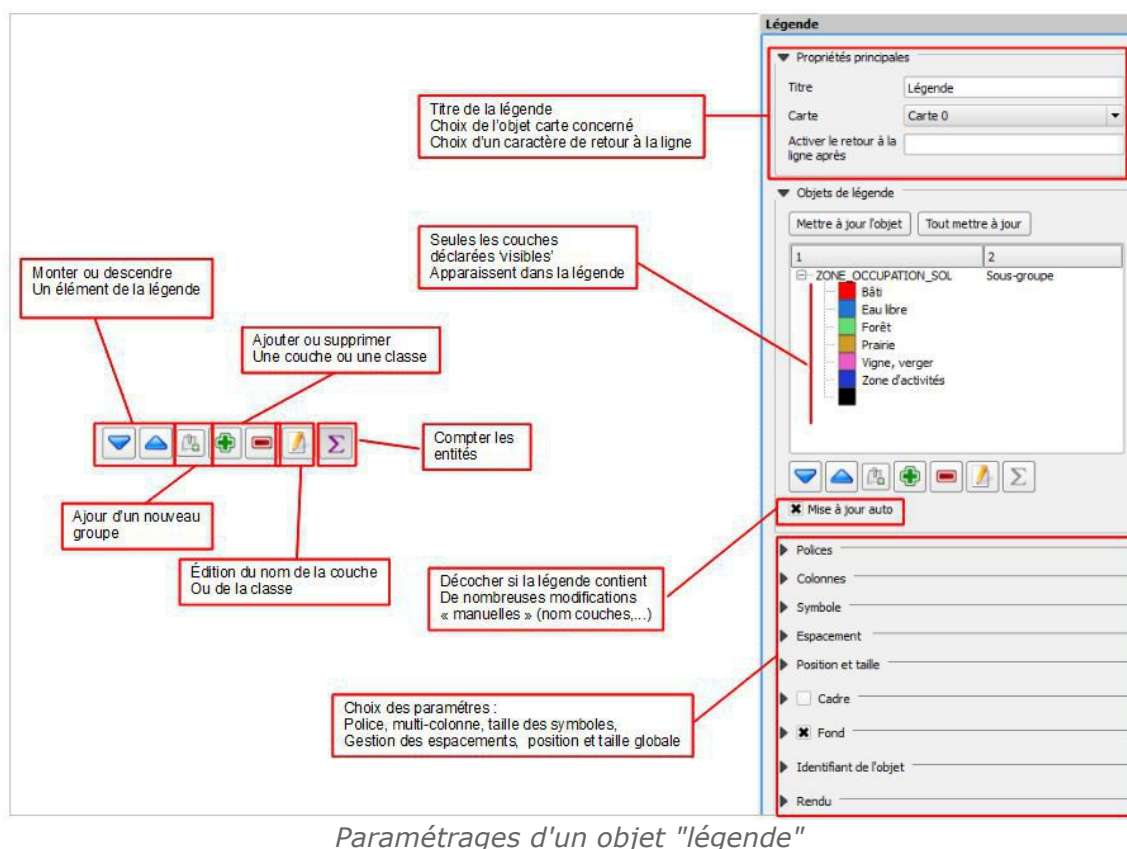 Légende
Propriétés principales
Titre
Légende
Carte
Carte 0
Activer le retour à la
ligne après
Titre de la légende
Choix de l'objet carte concerné
Choix d'un caractère de retour à la ligne
Objets de légende
Mettre à jour l'objet
Tout mettre à jour
1
2
ZONE_OCCUPATION_SOL
Sous-groupe
Bâti
Eau libre
Forêt
Prairie
Vigne, verger
Zone d'activités
Seules les couches
déclarées 'visibles'
Apparaissent dans la légende
Monter ou descendre
Un élément de la légende
Ajouter ou supprimer
Une couche ou une classe
Σ
Compter les
entités
Ajour d'un nouveau
groupe
Édition du nom de la couche
Ou de la classe
Σ
Mise à jour auto
Décocher si la légende contient
De nombreuses modifications
« manuelles » (nom couches,...)
Polices
Colonnes
Symbole
Espacement
Position et taille
Cadre
Fond
Identifiant de l'objet
Rendu
Choix des paramétres :
Police, multi-colonne, taille des symboles,
Gestion des espacements, position et taille globale
Paramétrages d'un objet "légende"